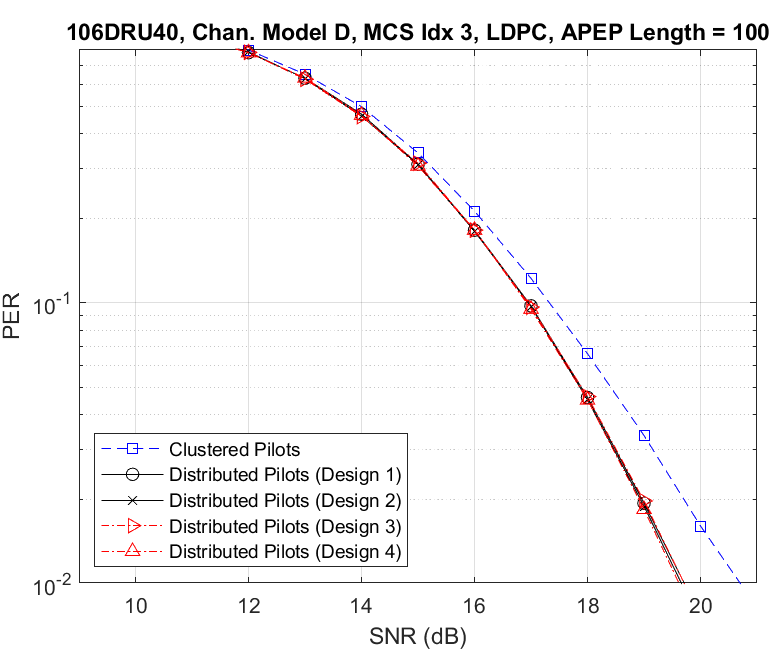 106DRU40, Chan. Model D, MCS Idx 3, LDPC, APEP Length = 100
PER
10-1
10-2
Clustered Pilots
Distributed Pilots (Design 1)
Distributed Pilots (Design 2)
Distributed Pilots (Design 3)
Distributed Pilots (Design 4)
10 12 14 16 18 20
SNR (dB)